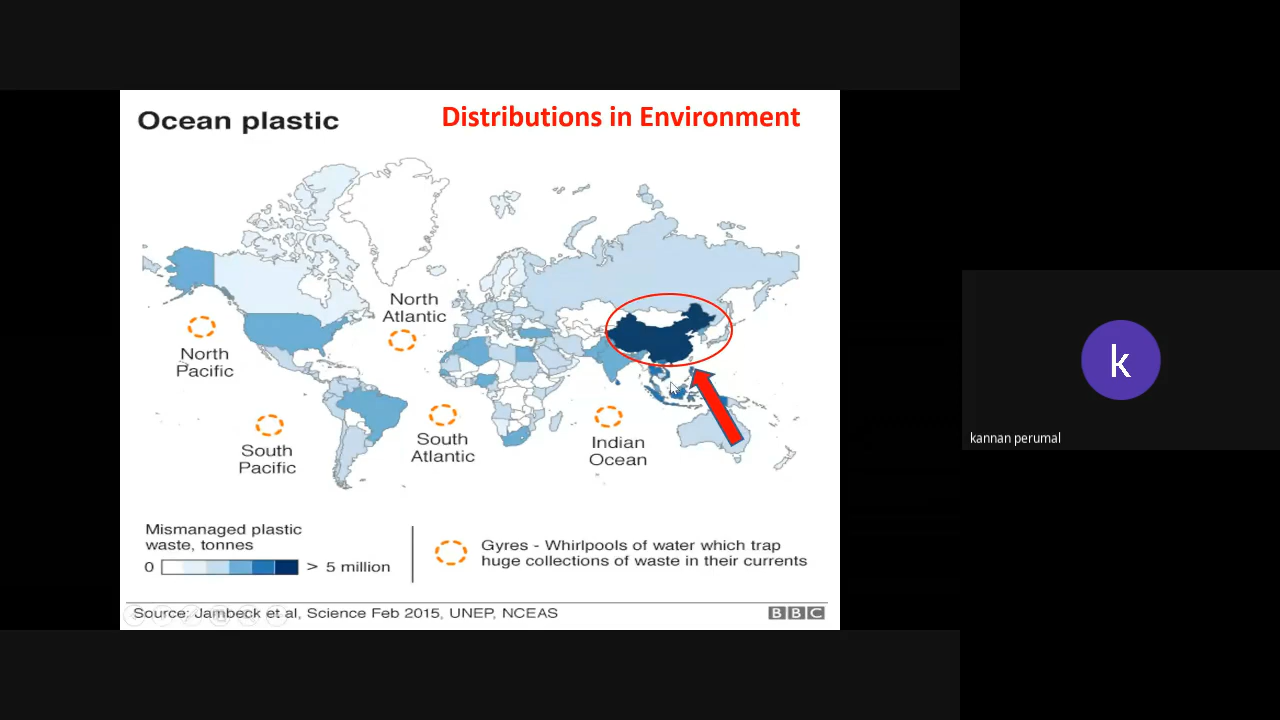 Ocean plastic
Distributions in Environment
North
Atlantic
North
Pacific
South
Pacific
South
Atlantic
Indian
Ocean
Mismanaged plastic
waste, tonnes
0
> 5 million
Gyres - Whirlpools of water which trap
huge collections of waste in their currents
Source: Jambeck et al, Science Feb 2015, UNEP, NCEAS
BBC
k
kannan perumal